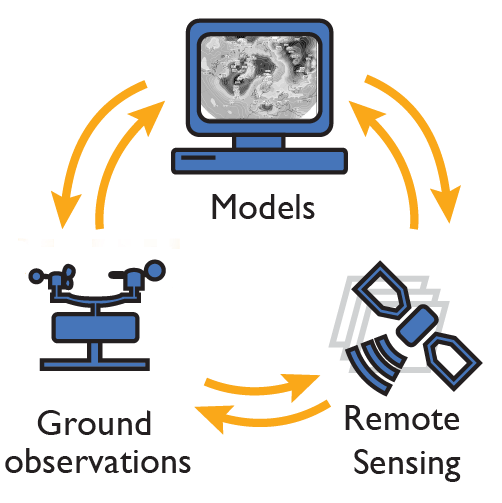 Models
Ground
observations
Remote
Sensing